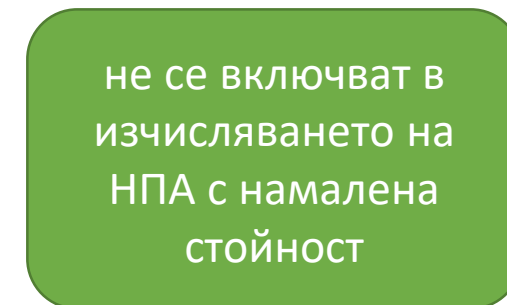 не се включват в
изчисляването на
НПА с намалена
стойност